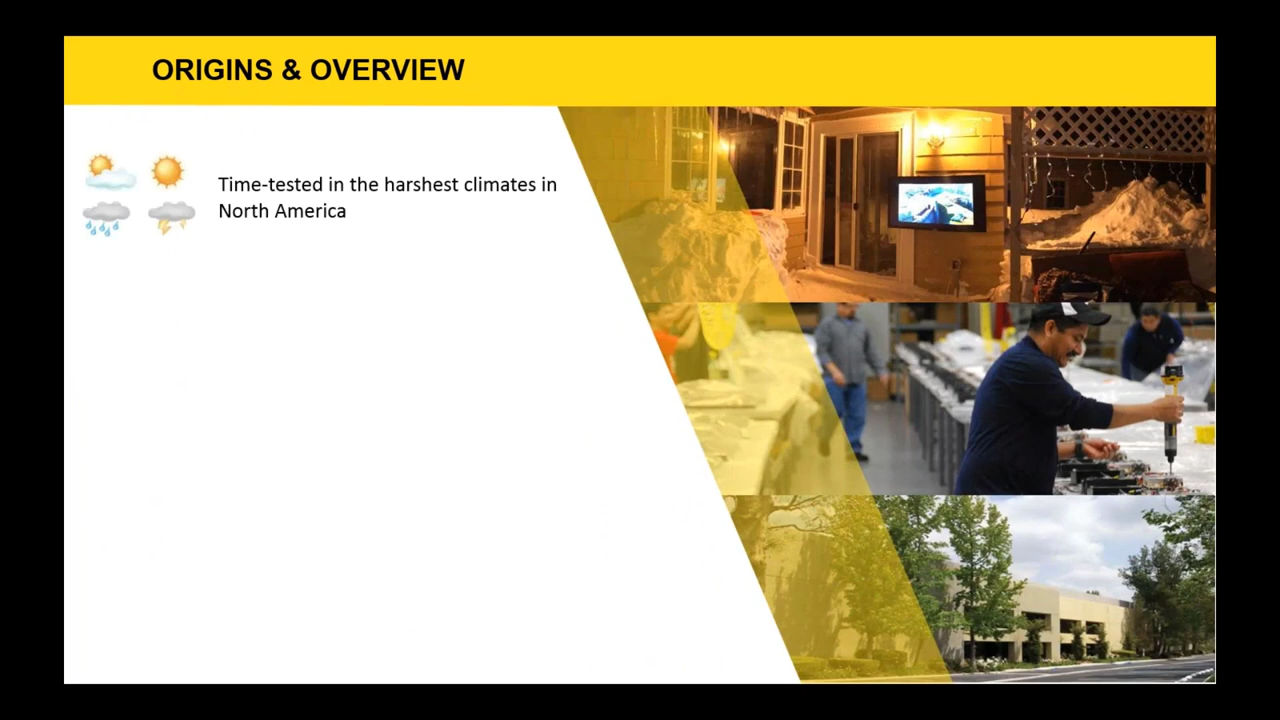 ORIGINS & OVERVIEW
Time-tested in the harshest climates in
North America